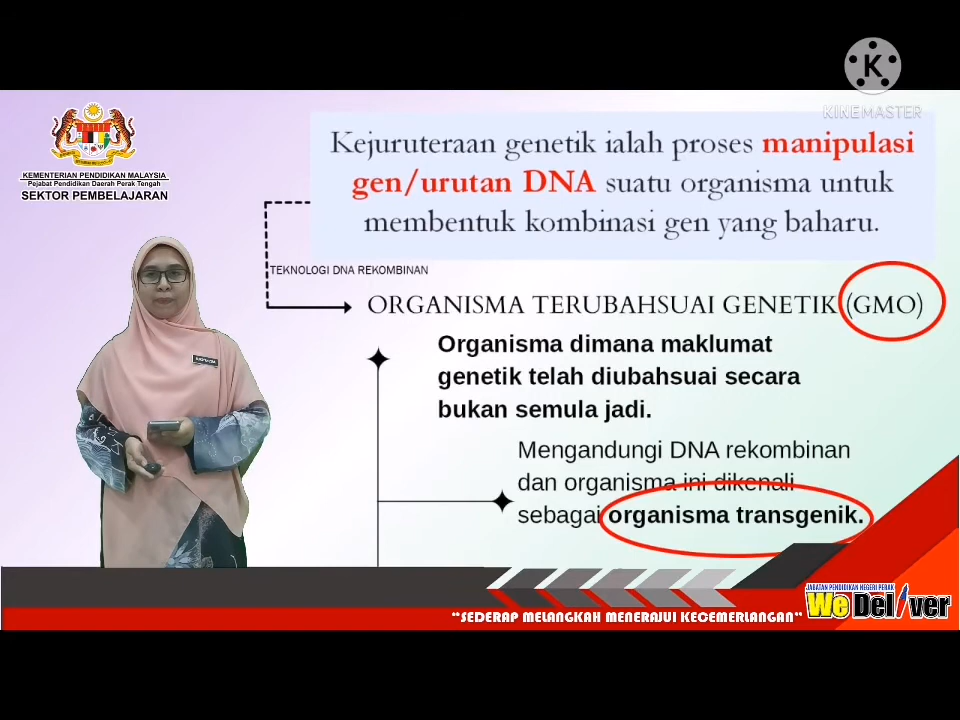 KINEMASTER
KEMENTERIAN PENDIDIKAN MALAYSIA
Pejabat Pendidikan Daerah Perak Tengah
SEKTOR PEMBELAJARAN
Kejuruteraan genetik ialah proses manipulasi
gen/urutan DNA suatu organisma untuk
membentuk kombinasi gen yang baharu.
TEKNOLOGI DNA REKOMBINAN
ORGANISMA TERUBAHSUAI GENETIK (GMO)
Organisma dimana maklumat
genetik telah diubahsuai secara
bukan semula jadi.
Mengandungi DNA rekombinan
dan organisma ini dikenali
sebagai organisma transgenik.
JABATAN PENDIDIKAN NEGERI PERAK
We Deliver
"SEDERAP MELANGKAH MENERAJUI KECEMERLANGAN"